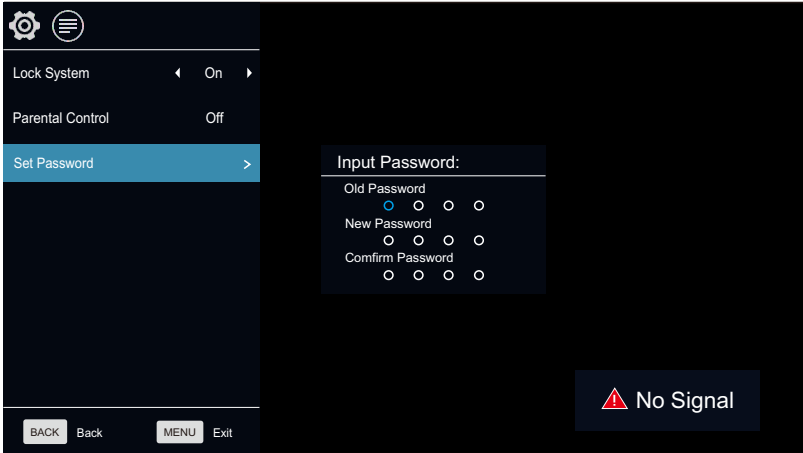 Lock System On
Parental Control Off
Set Password >
Input Password:
Old Password
New Password
Comfirm Password
No Signal
BACK Back MENU Exit